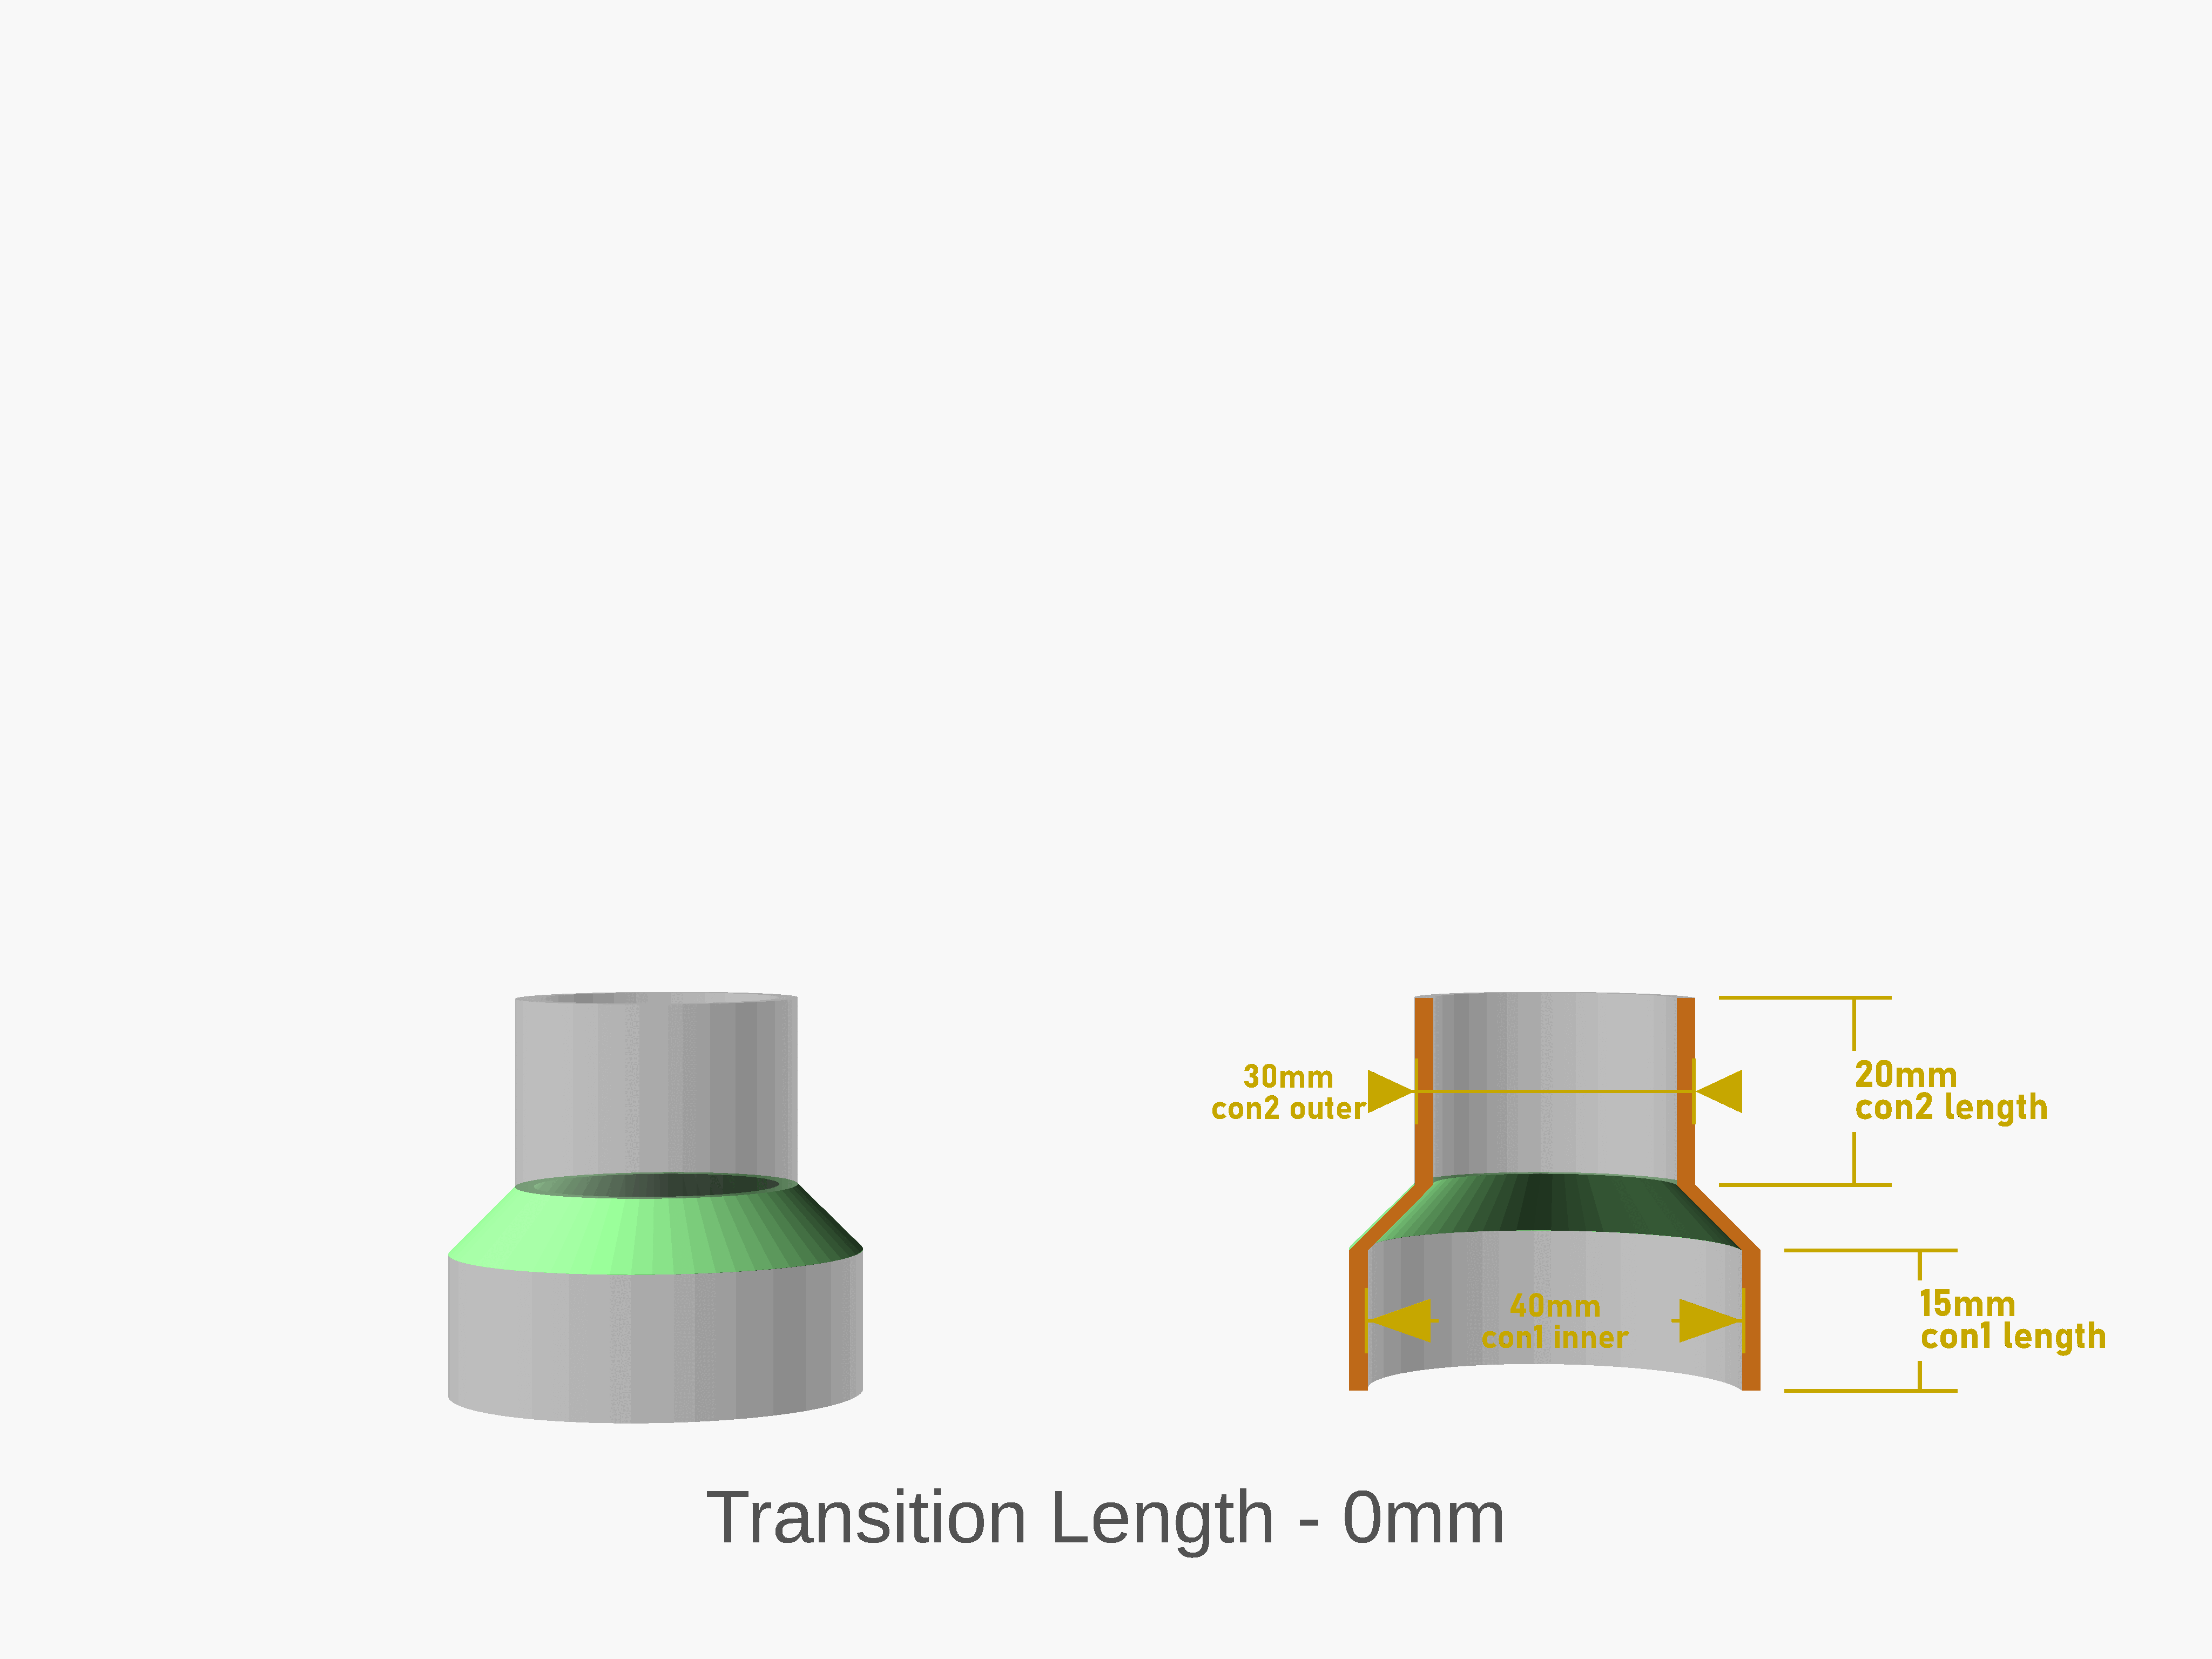 30mm
con2 outer
20mm
con2 length
40mm
con1 inner
15mm
con1 length
Transition Length - 0mm